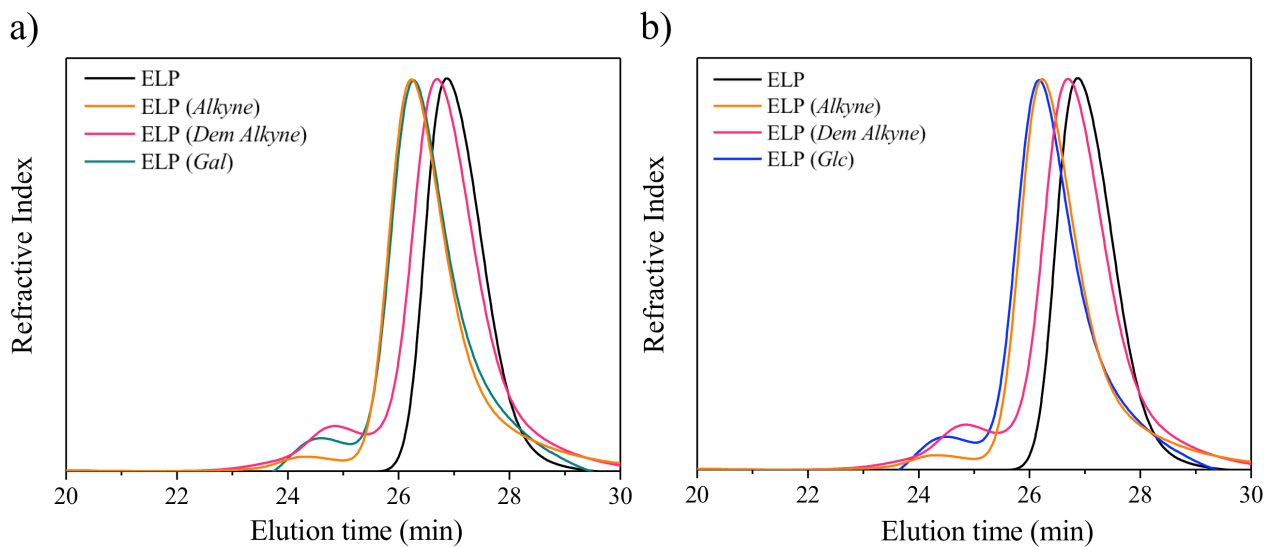 a)
ELP
ELP (Alkyne)
ELP (Dem Alkyne)
ELP (Gal)
Refractive Index
20 22 24 26 28 30
Elution time (min)
b)
ELP
ELP (Alkyne)
ELP (Dem Alkyne)
ELP (Glc)
Refractive Index
20 22 24 26 28 30
Elution time (min)